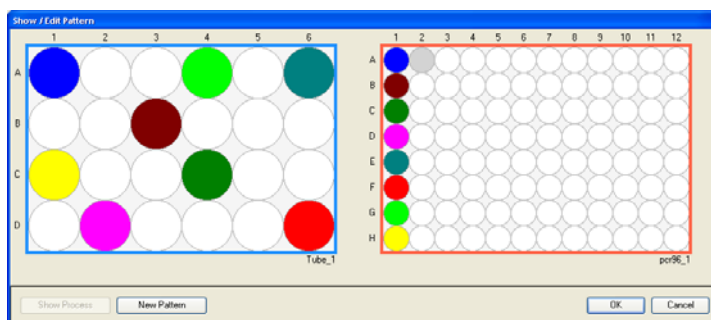 Show / Edit Pattern
1 2 3 4 5 6
A
B
C
D
Tube_1
1 2 3 4 5 6 7 8 9 10 11 12
A
B
C
D
E
F
G
H
pcr96_1
Show Process New Pattern OK Cancel